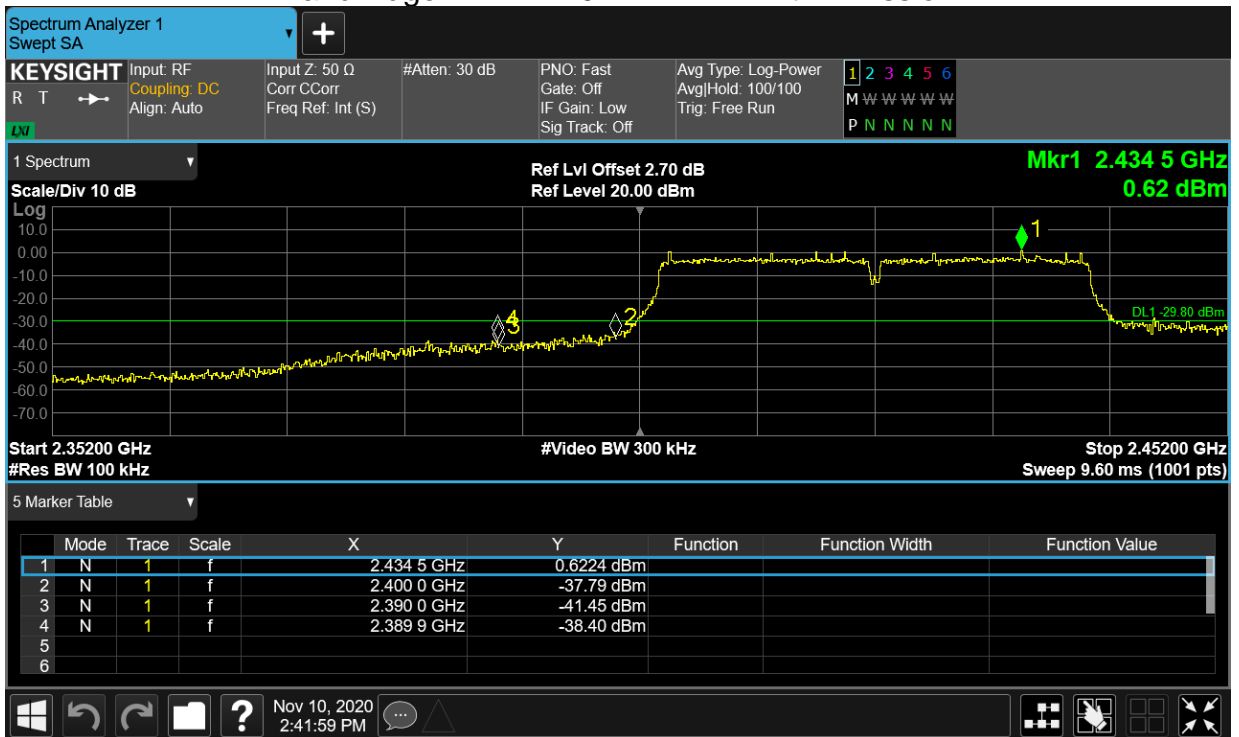 Spectrum Analyzer 1
Swept SA
+
KEYSIGHT
R T
LXI
Input: RF
Coupling: DC
Align: Auto
Input Z: 50 Ω
Corr CCorr
Freq Ref: Int (S)
#Atten: 30 dB
PNO: Fast
Gate: Off
IF Gain: Low
Sig Track: Off
Avg Type: Log-Power
Avg|Hold: 100/100
Trig: Free Run
1 2 3 4 5 6
M W W W W W
P N N N N N
1 Spectrum
Scale/Div 10 dB
Ref Lvl Offset 2.70 dB
Ref Level 20.00 dBm
Mkr1 2.434 5 GHz
0.62 dBm
Log
10.0
0.00
-10.0
-20.0
-30.0
-40.0
-50.0
-60.0
-70.0
1
4
3
2
DL1 -29.80 dBm
Start 2.35200 GHz
#Res BW 100 kHz
#Video BW 300 kHz
Stop 2.45200 GHz
Sweep 9.60 ms (1001 pts)
5 Marker Table
Mode Trace Scale X Y Function Function Width Function Value
1 N 1 f 2.434 5 GHz 0.6224 dBm
2 N 1 f 2.400 0 GHz -37.79 dBm
3 N 1 f 2.390 0 GHz -41.45 dBm
4 N 1 f 2.389 9 GHz -38.40 dBm
5
6
?
Nov 10, 2020
2:41:59 PM